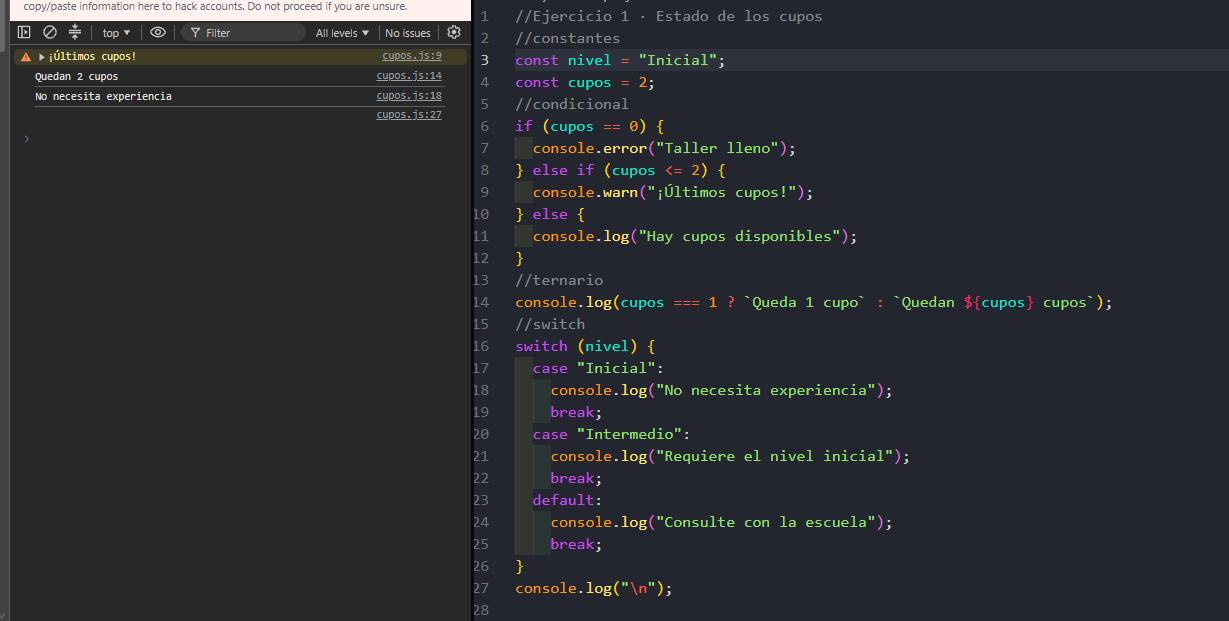 copy/paste information here to hack accounts. Do not proceed if you are unsure.
top ▼ Filter All levels ▼ No issues
¡Últimos cupos! cupos.js:9
Quedan 2 cupos cupos.js:14
No necesita experiencia cupos.js:18
cupos.js:27
1 //Ejercicio 1 · Estado de los cupos
2 //constantes
3 const nivel = "Inicial";
4 const cupos = 2;
5 //condicional
6 if (cupos == 0) {
7 console.error("Taller lleno");
8 } else if (cupos <= 2) {
9 console.warn("¡Últimos cupos!");
10 } else {
11 console.log("Hay cupos disponibles");
12 }
13 //ternario
14 console.log(cupos === 1 ? `Queda 1 cupo` : `Quedan ${cupos} cupos`);
15 //switch
16 switch (nivel) {
17 case "Inicial":
18 console.log("No necesita experiencia");
19 break;
20 case "Intermedio":
21 console.log("Requiere el nivel inicial");
22 break;
23 default:
24 console.log("Consulte con la escuela");
25 break;
26 }
27 console.log("\n");
28